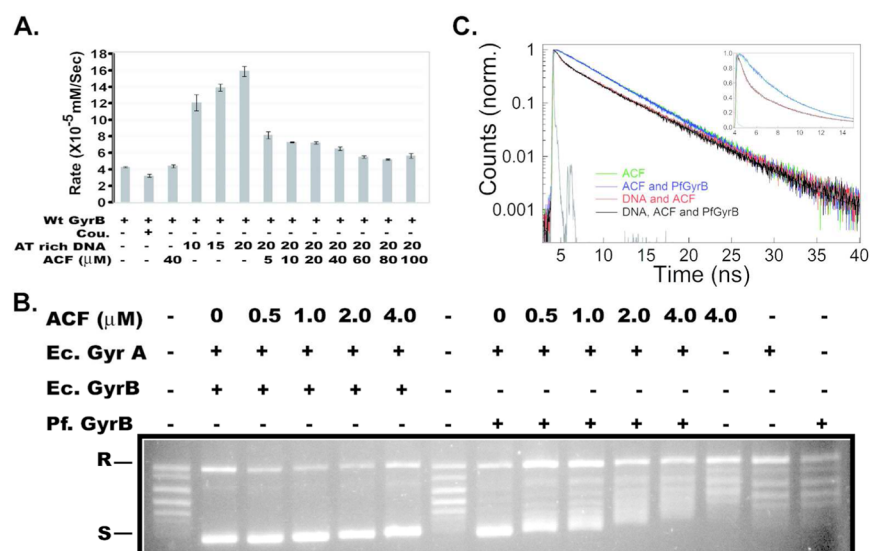 A.
Rate (X10-5mM/Sec)
18
16
14
12
10
8
6
4
2
0
Wt GyrB + + + + + + + + + + + + +
Cou. - + - - - - - - - - - - -
AT rich DNA - - - 10 15 20 20 20 20 20 20 20 20
ACF (μM) - - 40 - - - 5 10 20 40 60 80 100
C.
Counts (norm.)
1
0.1
0.01
0.001
ACF
ACF and PfGyrB
DNA and ACF
DNA, ACF and PfGyrB
5 10 15 20 25 30 35 40
Time (ns)
1.0
0.8
0.6
0.4
0.2
0.0
4 6 8 10 12 14
B.
ACF (μM) - 0 0.5 1.0 2.0 4.0 - 0 0.5 1.0 2.0 4.0 4.0 - -
Ec. Gyr A - + + + + + - + + + + + - + -
Ec. GyrB - + + + + + - - - - - - - - -
Pf. GyrB - - - - - - - + + + + + - - +
R
S